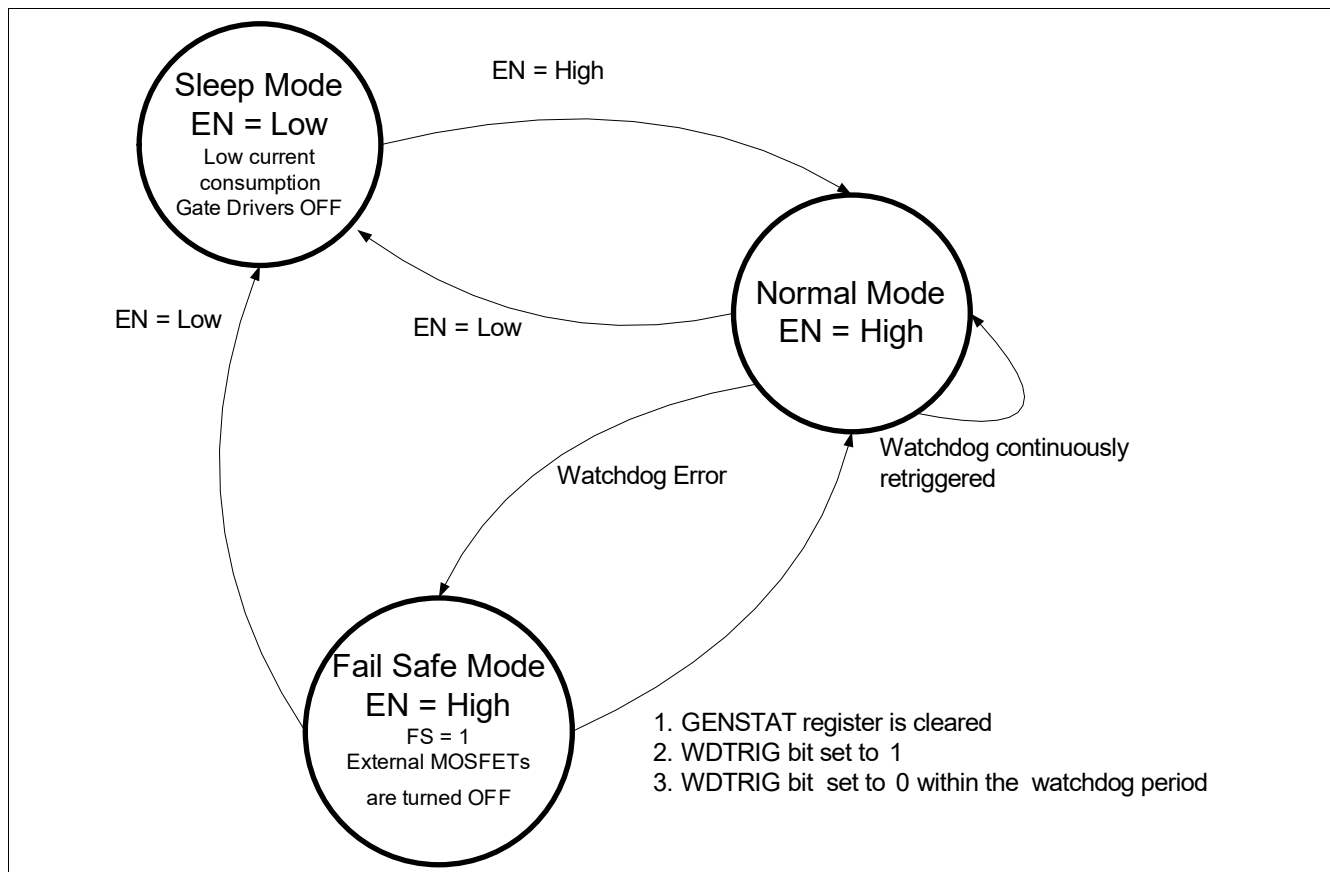 EN = High
Sleep Mode
EN = Low
Low current
consumption
Gate Drivers OFF
Normal Mode
EN = High
EN = Low
EN = Low
Watchdog continuously
retriggered
Watchdog Error
Fail Safe Mode
EN = High
FS = 1
External MOSFETs
are turned OFF
1. GENSTAT register is cleared
2. WDTRIG bit set to 1
3. WDTRIG bit set to 0 within the watchdog period